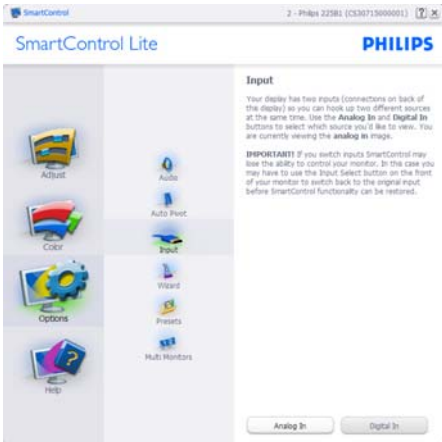 SmartControl
2 - Philips 225B1 (CS30715000001)
SmartControl Lite
PHILIPS
Adjust
Color
Options
Help
Audio
Auto Pivot
Input
Wizard
Presets
Multi Monitors
Input
Your display has two inputs (connections on back of
this display) so you can hook up two different sources
at the same time. Use the Analog In and Digital In
buttons to select which source you'd like to view. You
are currently viewing the analog in image.
IMPORTANT! If you switch inputs SmartControl may
lose the ability to control your monitor. In this case you
may have to use the Input Select button on the front
of your monitor to switch back to the original input
before SmartControl functionality can be restored.
Analog In
Digital In